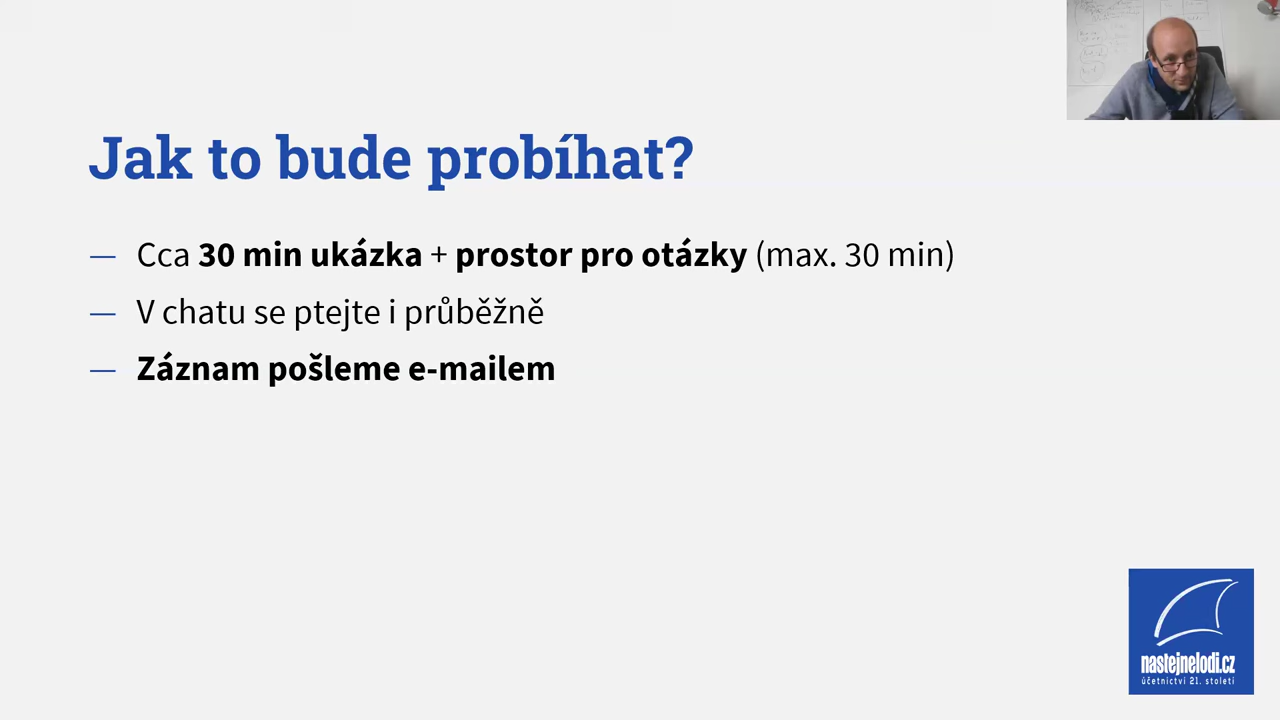 Jak to bude probíhat?
— Cca 30 min ukázka + prostor pro otázky (max. 30 min)
— V chatu se ptejte i průběžně
— Záznam pošleme e-mailem
nastejnelodi.cz
účetnictví 21. století